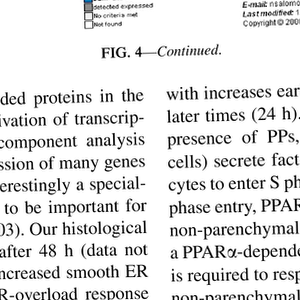 detected expressed
No criteria met
Not found
E-mail: nsalomo
Last modified: 1
Copyright © 200
FIG. 4—Continued.
ded proteins in the
ivation of transcrip-
component analysis
ssion of many genes
erestingly a special-
to be important for
03). Our histological
after 48 h (data not
ncreased smooth ER
R-overload response
with increases ear
later times (24 h).
presence of PPs,
cells) secrete fact
cytes to enter S ph
phase entry, PPAR
non-parenchymal
a PPARα-depende
is required to resp
non-parenchymal